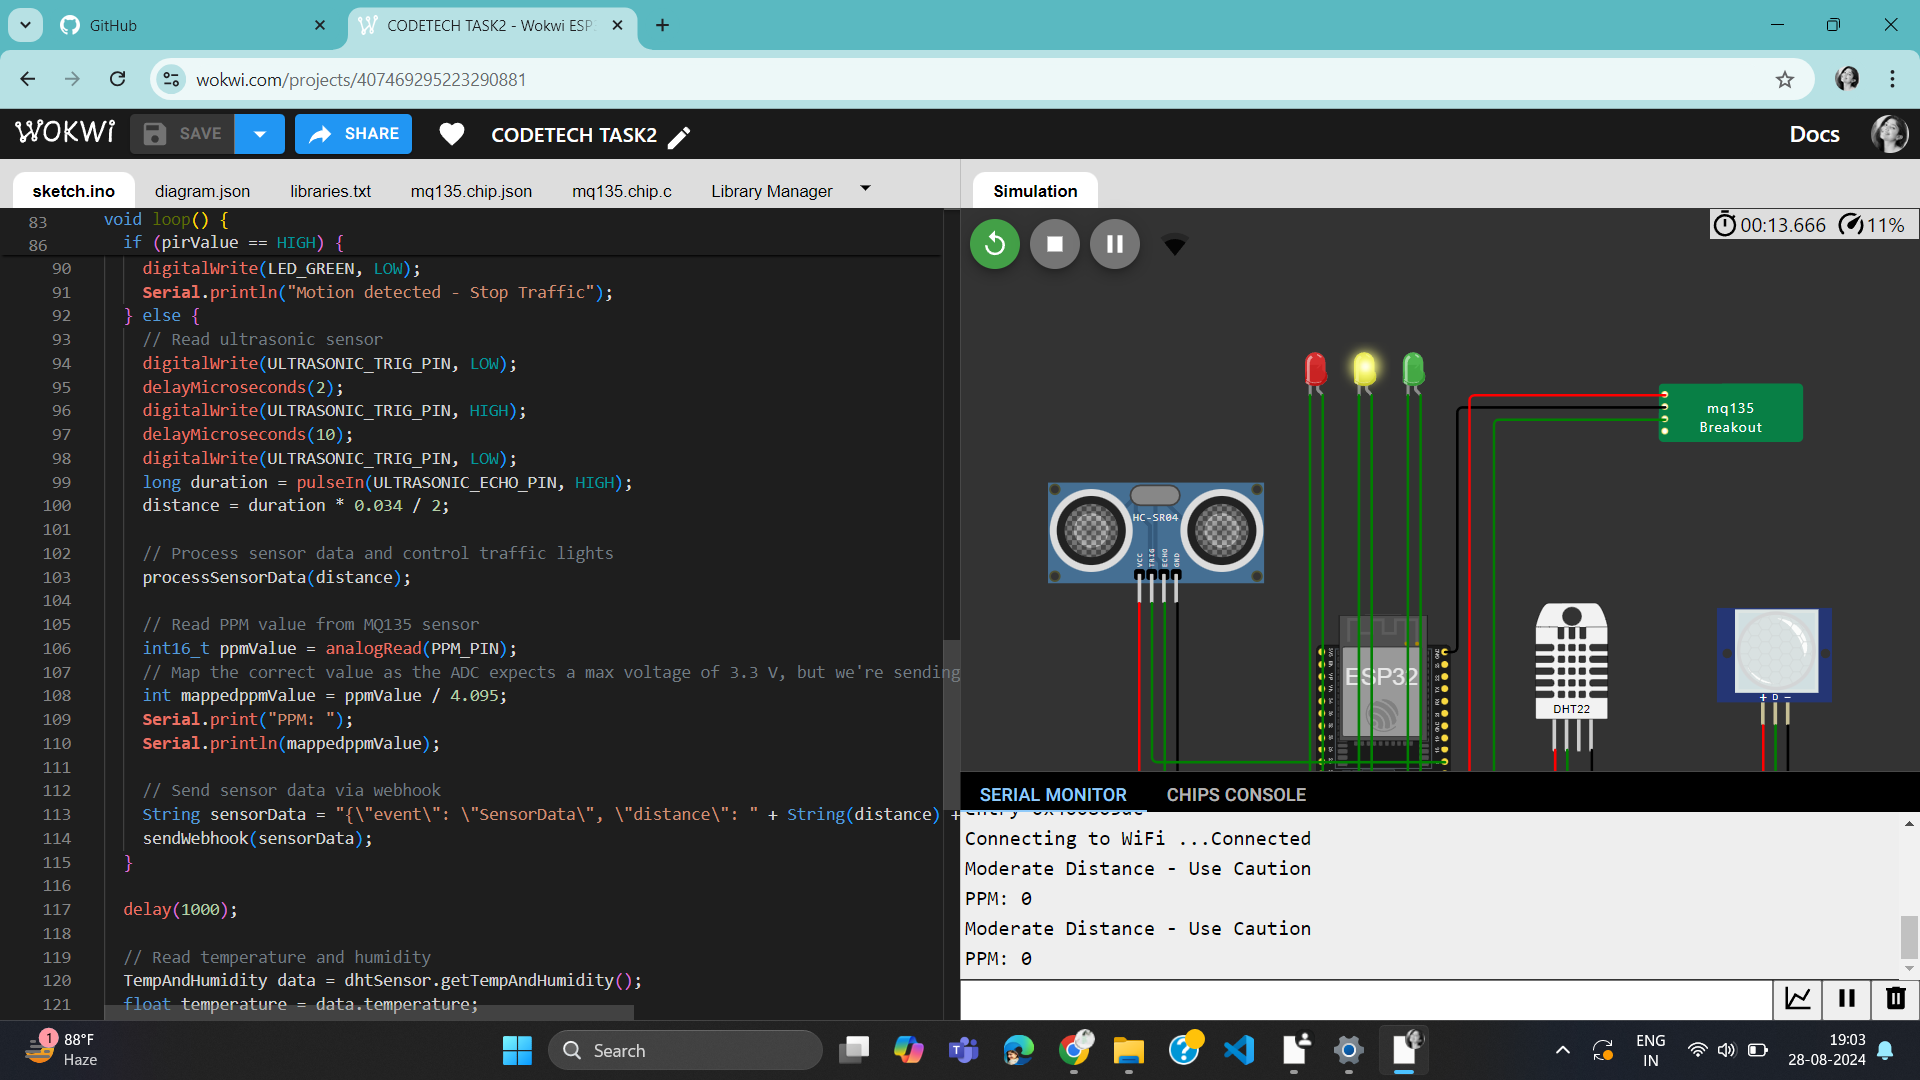 GitHub
CODETECH TASK2 - Wokwi ESP
wokwi.com/projects/407469295223290881
WOKWi
SAVE
SHARE
CODETECH TASK2
Docs
sketch.ino
diagram.json
libraries.txt
mq135.chip.json
mq135.chip.c
Library Manager
Simulation
83 void loop() {
86 if (pirValue == HIGH) {
90 digitalWrite(LED_GREEN, LOW);
91 Serial.println("Motion detected - Stop Traffic");
92 } else {
93 // Read ultrasonic sensor
94 digitalWrite(ULTRASONIC_TRIG_PIN, LOW);
95 delayMicroseconds(2);
96 digitalWrite(ULTRASONIC_TRIG_PIN, HIGH);
97 delayMicroseconds(10);
98 digitalWrite(ULTRASONIC_TRIG_PIN, LOW);
99 long duration = pulseIn(ULTRASONIC_ECHO_PIN, HIGH);
100 distance = duration * 0.034 / 2;
101
102 // Process sensor data and control traffic lights
103 processSensorData(distance);
104
105 // Read PPM value from MQ135 sensor
106 int16_t ppmValue = analogRead(PPM_PIN);
107 // Map the correct value as the ADC expects a max voltage of 3.3 V, but we're sending
108 int mappedppmValue = ppmValue / 4.095;
109 Serial.print("PPM: ");
110 Serial.println(mappedppmValue);
111
112 // Send sensor data via webhook
113 String sensorData = "{\"event\": \"SensorData\", \"distance\": " + String(distance) +
114 sendWebhook(sensorData);
115 }
116
117 delay(1000);
118
119 // Read temperature and humidity
120 TempAndHumidity data = dhtSensor.getTempAndHumidity();
121 float temperature = data.temperature;
00:13.666
11%
mq135
Breakout
HC-SR04
VCC
TRIG
ECHO
GND
ESP32
DHT22
+ D -
SERIAL MONITOR
CHIPS CONSOLE
Connecting to WiFi ...Connected
Moderate Distance - Use Caution
PPM: 0
Moderate Distance - Use Caution
PPM: 0
1
88°F
Haze
Search
ENG
IN
19:03
28-08-2024